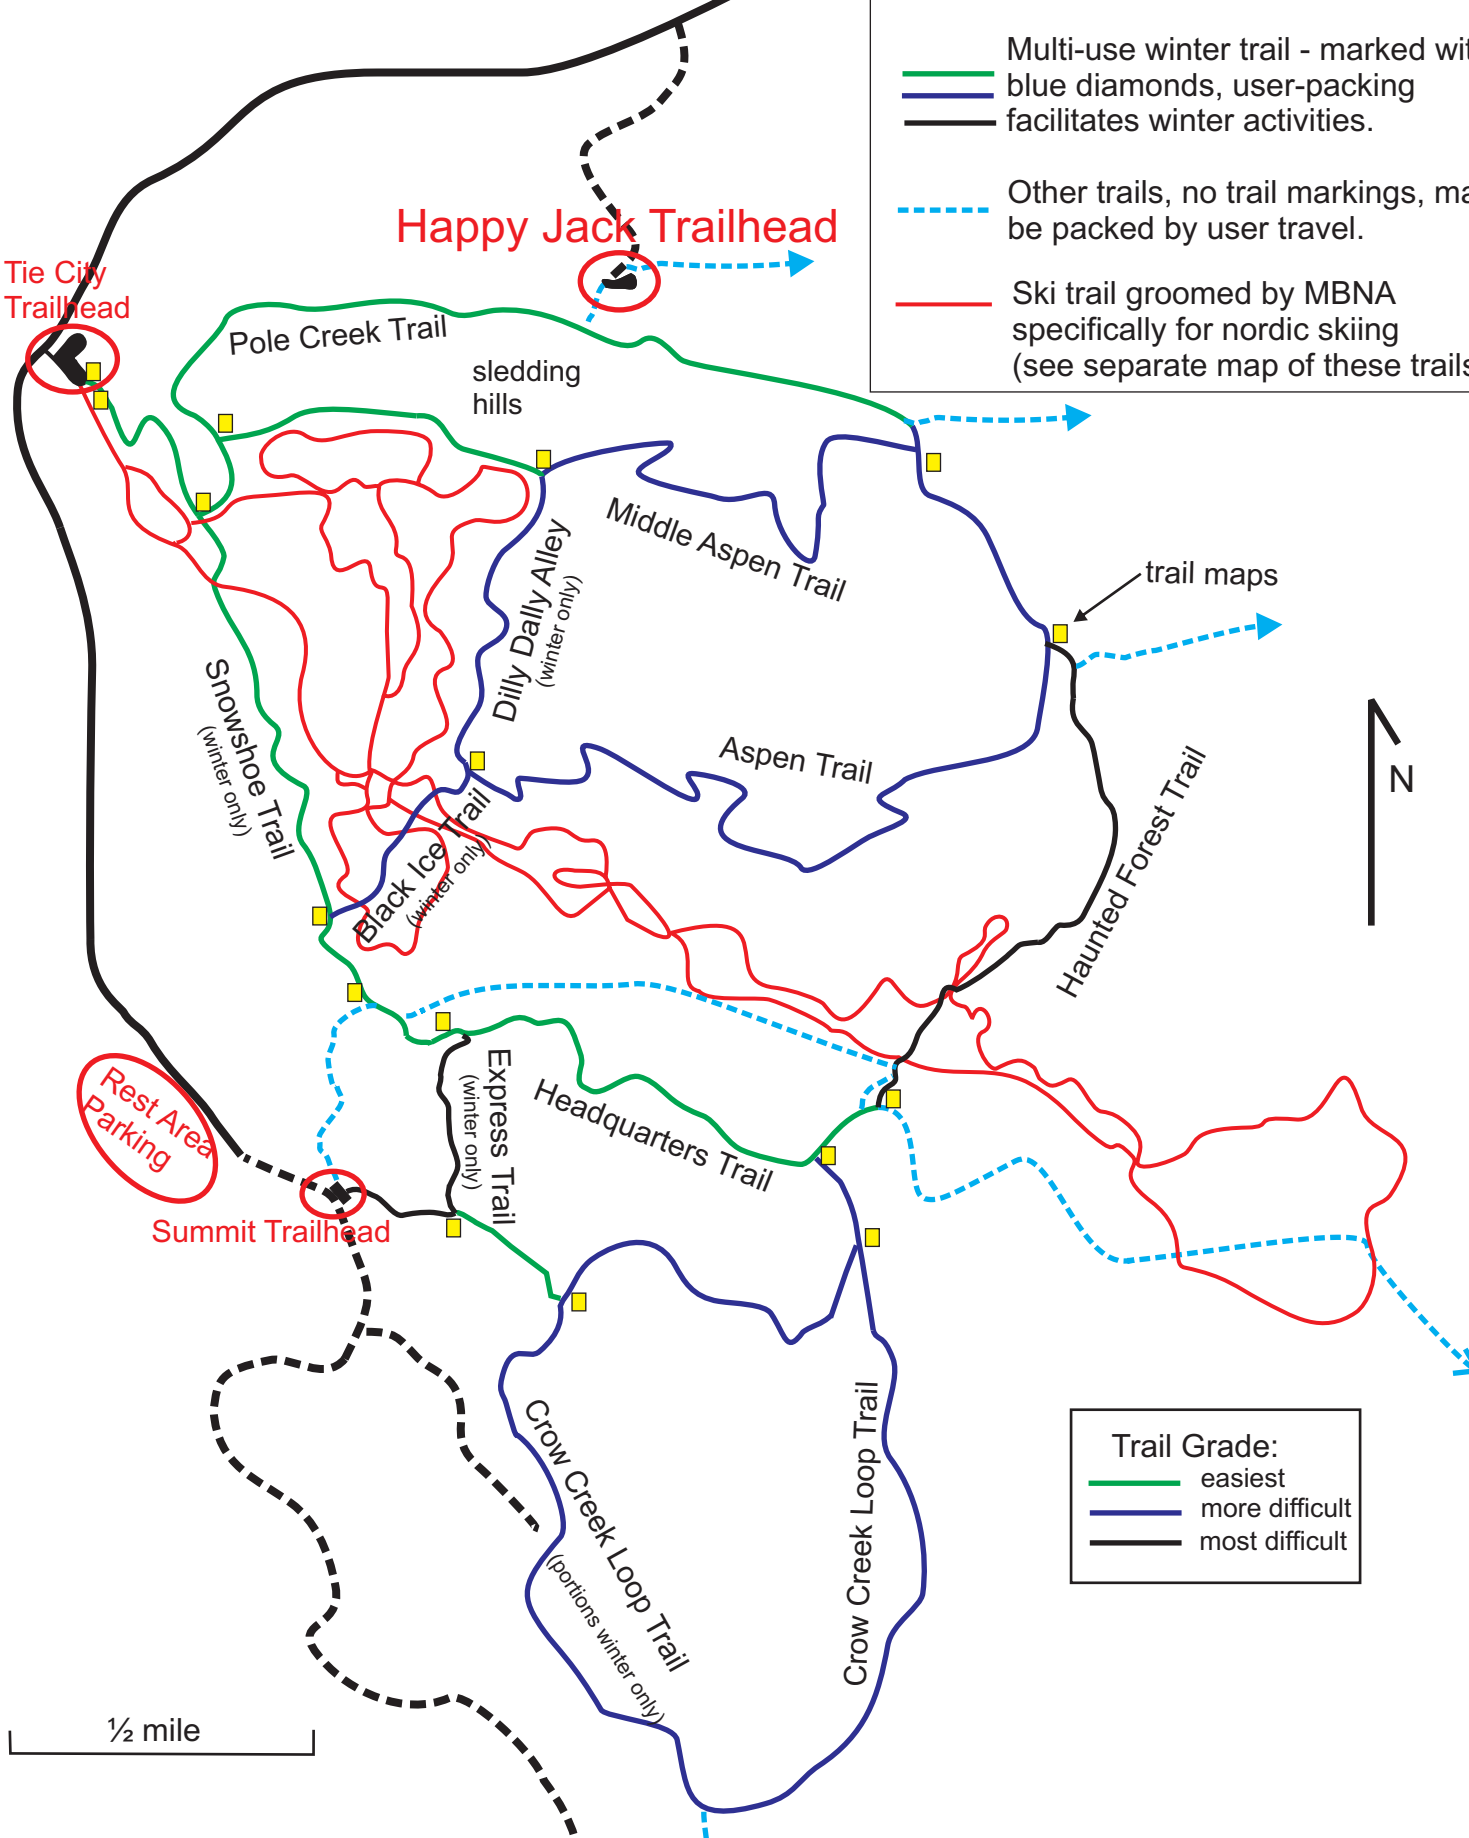 Multi-use winter trail - marked wit
blue diamonds, user-packing
facilitates winter activities.
Other trails, no trail markings, ma
be packed by user travel.
Ski trail groomed by MBNA
specifically for nordic skiing
(see separate map of these trails
Happy Jack Trailhead
Tie City
Trailhead
Pole Creek Trail
sledding
hills
Middle Aspen Trail
Dilly Dally Alley
(winter only)
trail maps
Snowshoe Trail
(winter only)
Aspen Trail
N
Black Ice Trail
(winter only)
Haunted Forest Trail
Rest Area
Parking
Express Trail
(winter only)
Headquarters Trail
Summit Trailhead
Crow Creek Loop Trail
(portions winter only)
Crow Creek Loop Trail
Trail Grade:
easiest
more difficult
most difficult
½ mile